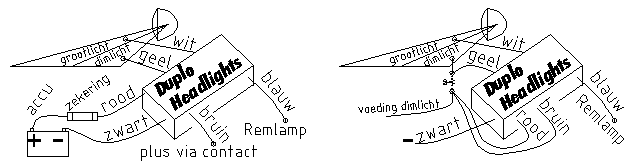 grootlicht
dimlicht
wit
geel
Duplo
Headlights
accu
zekering
rood
zwart
blauw
bruin
Remlamp
plus via contact
+ -
grootlicht
dimlicht
wit
geel
Duplo
Headlights
voeding dimlicht
- zwart
rood
bruin
blauw
Remlamp